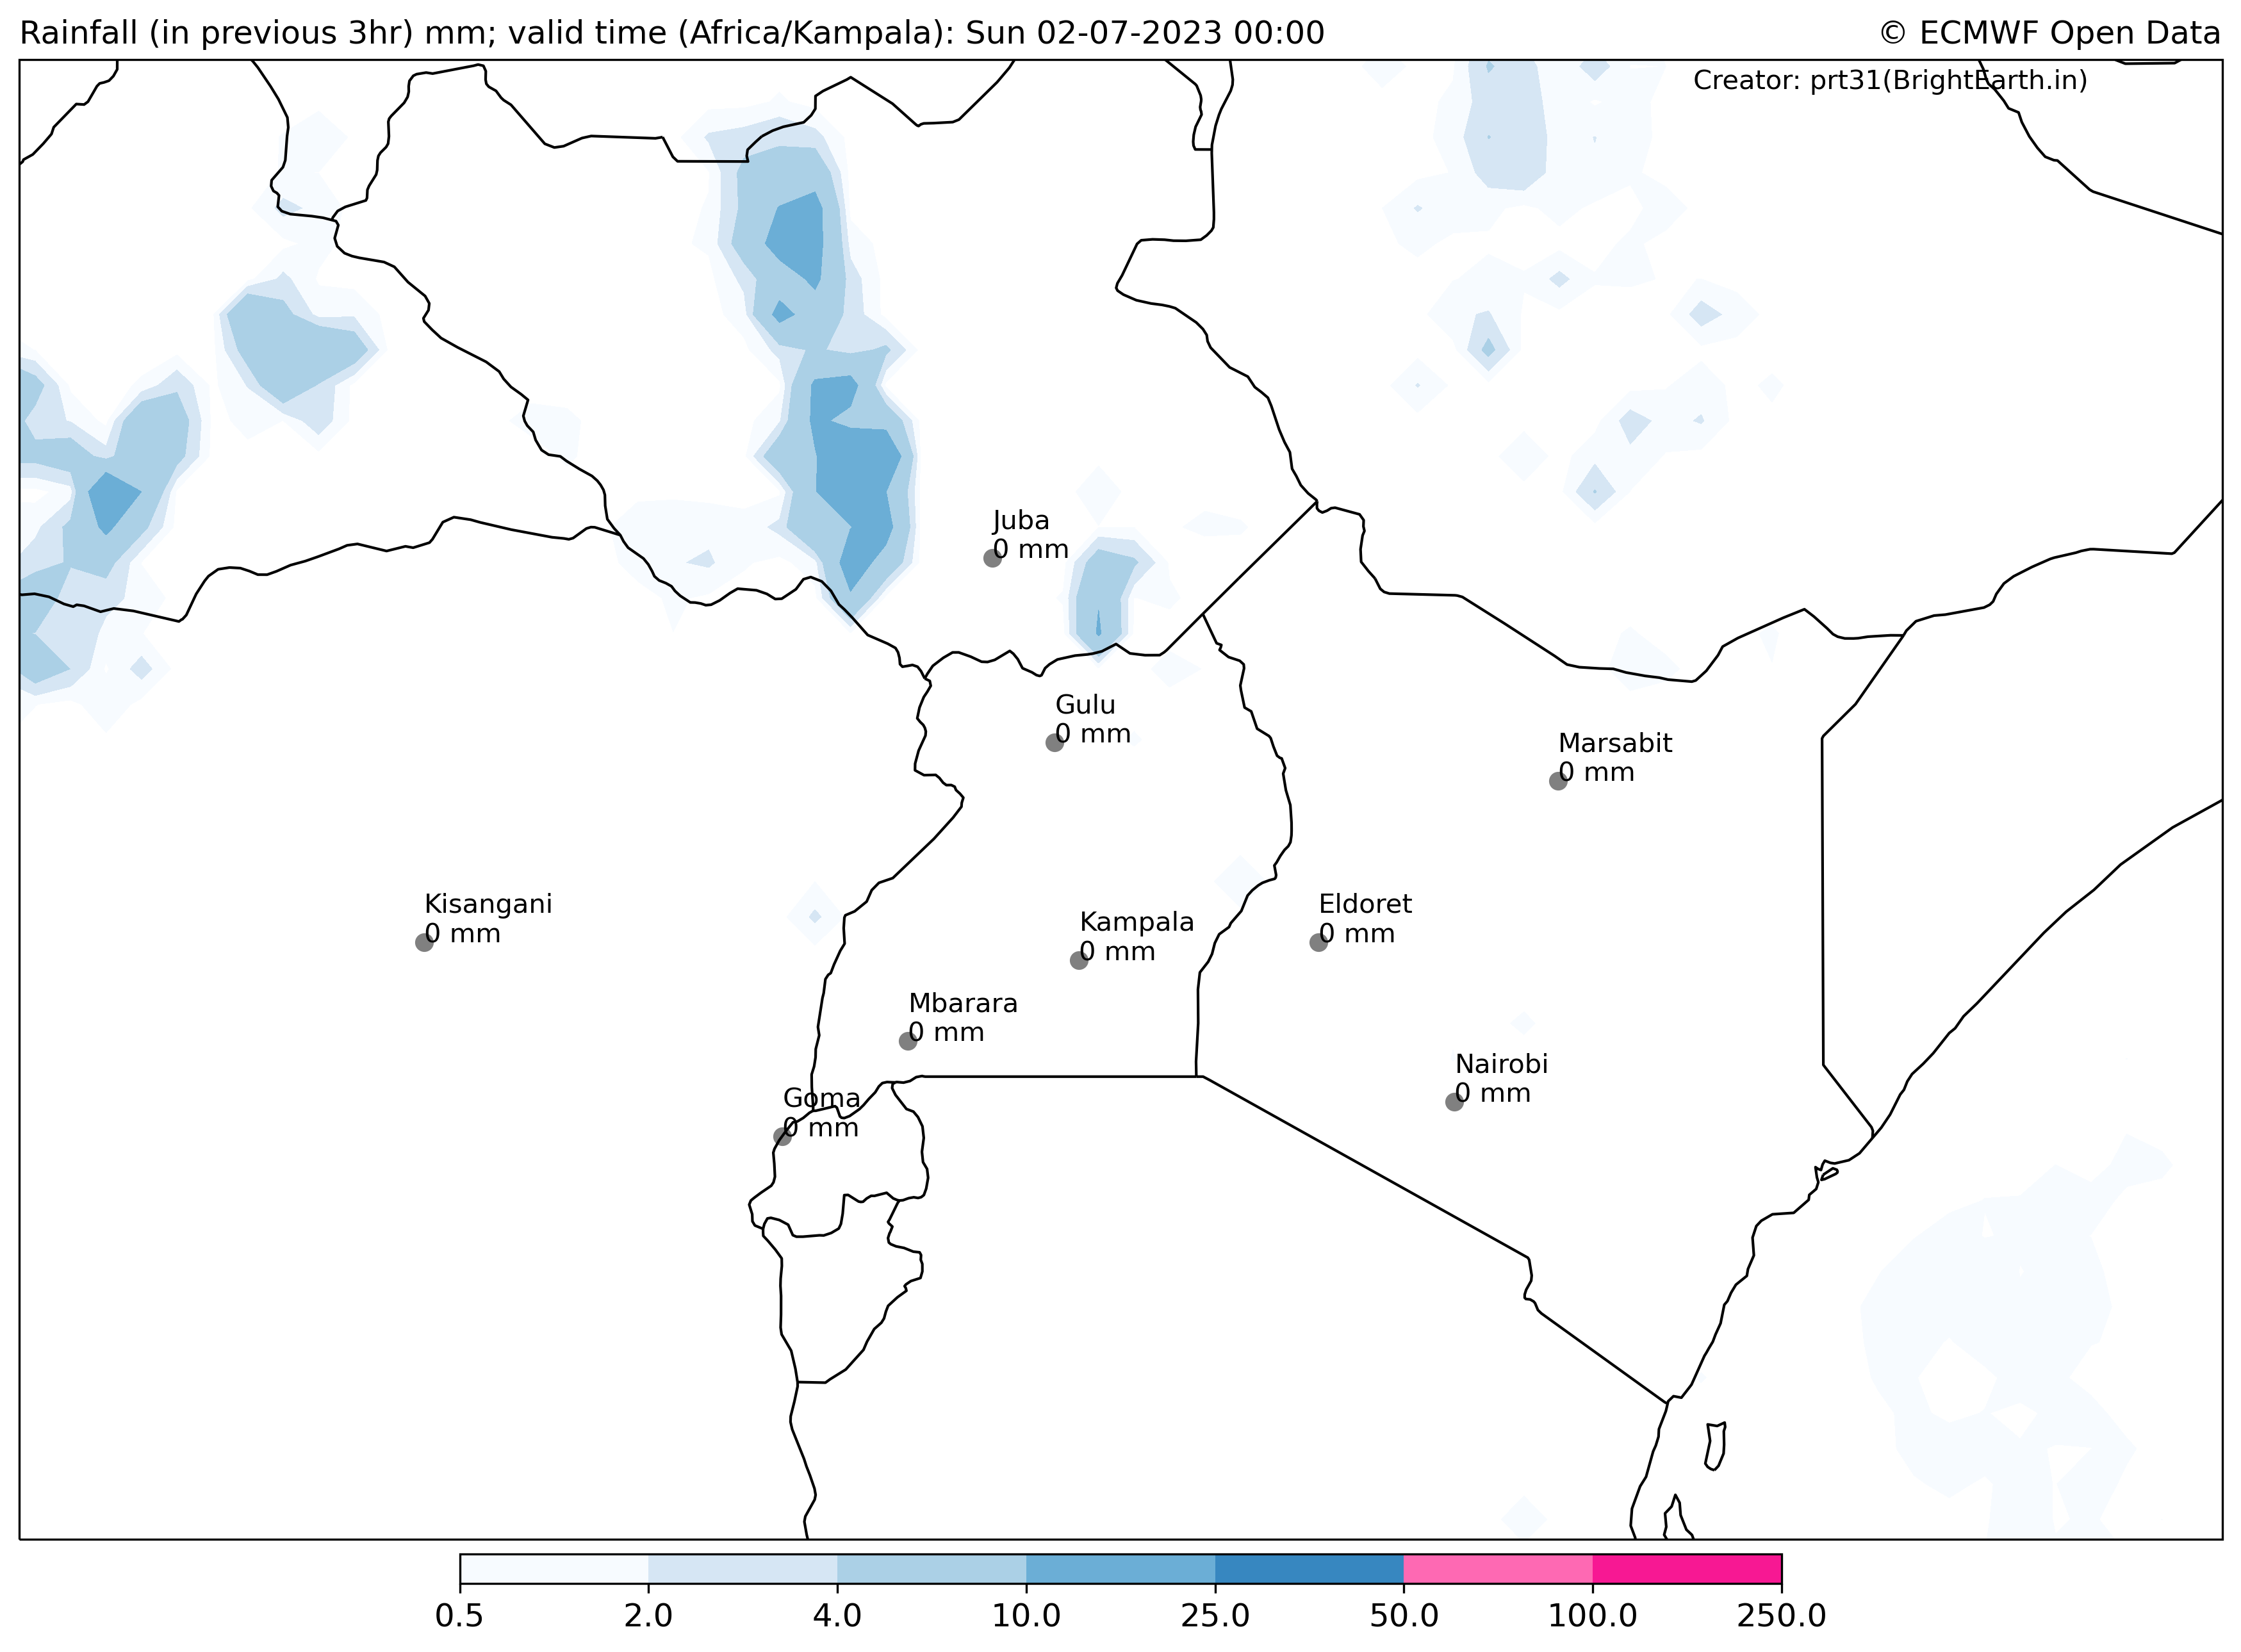 Rainfall (in previous 3hr) mm; valid time (Africa/Kampala): Sun 02-07-2023 00:00
© ECMWF Open Data
Creator: prt31(BrightEarth.in)
Juba
0 mm
Gulu
0 mm
Marsabit
0 mm
Kisangani
0 mm
Kampala
0 mm
Eldoret
0 mm
Mbarara
0 mm
Nairobi
0 mm
Goma
0 mm
0.5 2.0 4.0 10.0 25.0 50.0 100.0 250.0